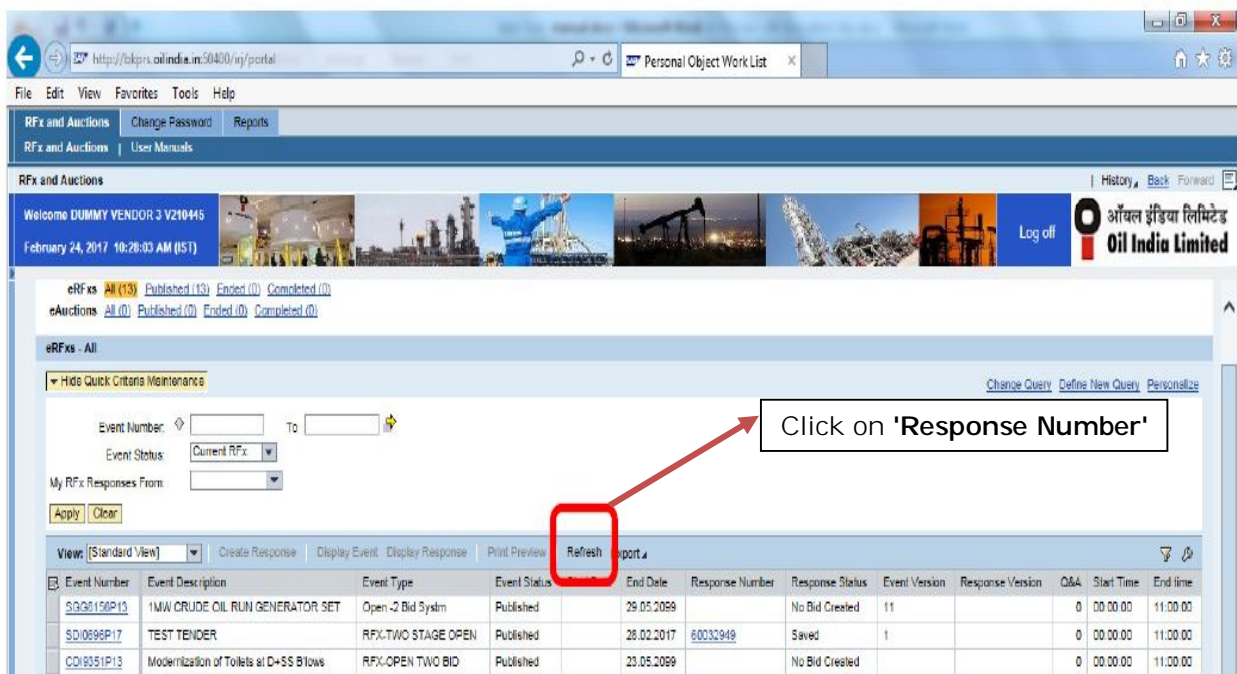 http://bkprs.oilindia.in:50400/irj/portal
Personal Object Work List
File Edit View Favorites Tools Help
RFx and Auctions Change Password Reports
RFx and Auctions | User Manuals
RFx and Auctions | History Back Forward
Welcome DUMMY VENDOR 3 V210445
February 24, 2017 10:28:03 AM (IST)
Log off
ऑयल इंडिया लिमिटेड
Oil India Limited
eRFxs All (13) Published (13) Ended (0) Completed (0)
eAuctions All (0) Published (0) Ended (0) Completed (0)
eRFxs - All
Hide Quick Criteria Maintenance Change Query Define New Query Personalize
Click on 'Response Number'
Event Number: To
Event Status: Current RFx
My RFx Responses From:
Apply Clear
View: [Standard View] Create Response Display Event Display Response Print Preview Refresh xport
Event Number Event Description Event Type Event Status End Date Response Number Response Status Event Version Response Version Q&A Start Time End time
SGG6156P13 1MW CRUDE OIL RUN GENERATOR SET Open -2 Bid Systm Published 29.05.2099 No Bid Created 11 0 00:00:00 11:00:00
SDI0696P17 TEST TENDER RFX-TWO STAGE OPEN Published 28.02.2017 60032949 Saved 1 0 00:00:00 11:00:00
CDI9351P13 Modernization of Toilets at D+SS B'lows RFX-OPEN TWO BID Published 23.05.2099 No Bid Created 0 00:00:00 11:00:00